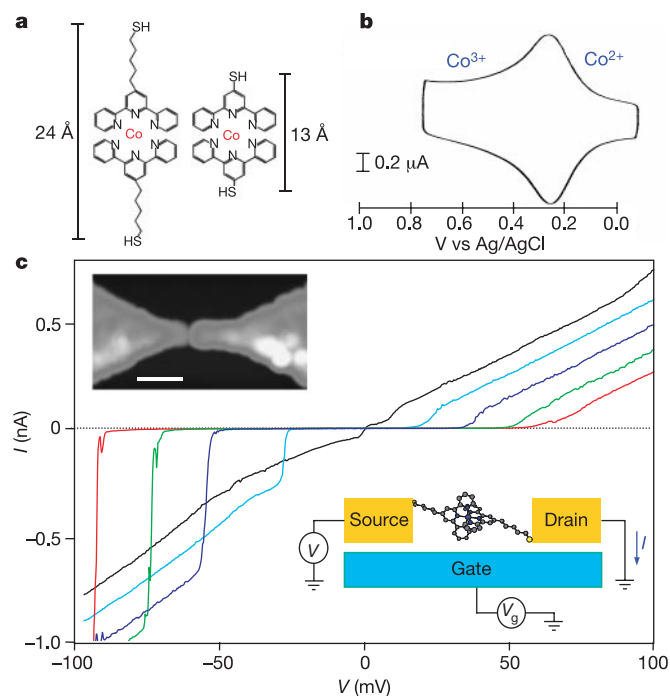 a
SH
24 Å
N
N
N
Co
N
N
N
HS
SH
N
N
N
Co
N
N
N
HS
13 Å
b
Co3+
Co2+
0.2 μA
1.0 0.8 0.6 0.4 0.2 0.0
V vs Ag/AgCl
c
I (nA)
0.5
0
−0.5
−1.0
Source
Drain
V
I
Gate
Vg
−100 −50 0 50 100
V (mV)